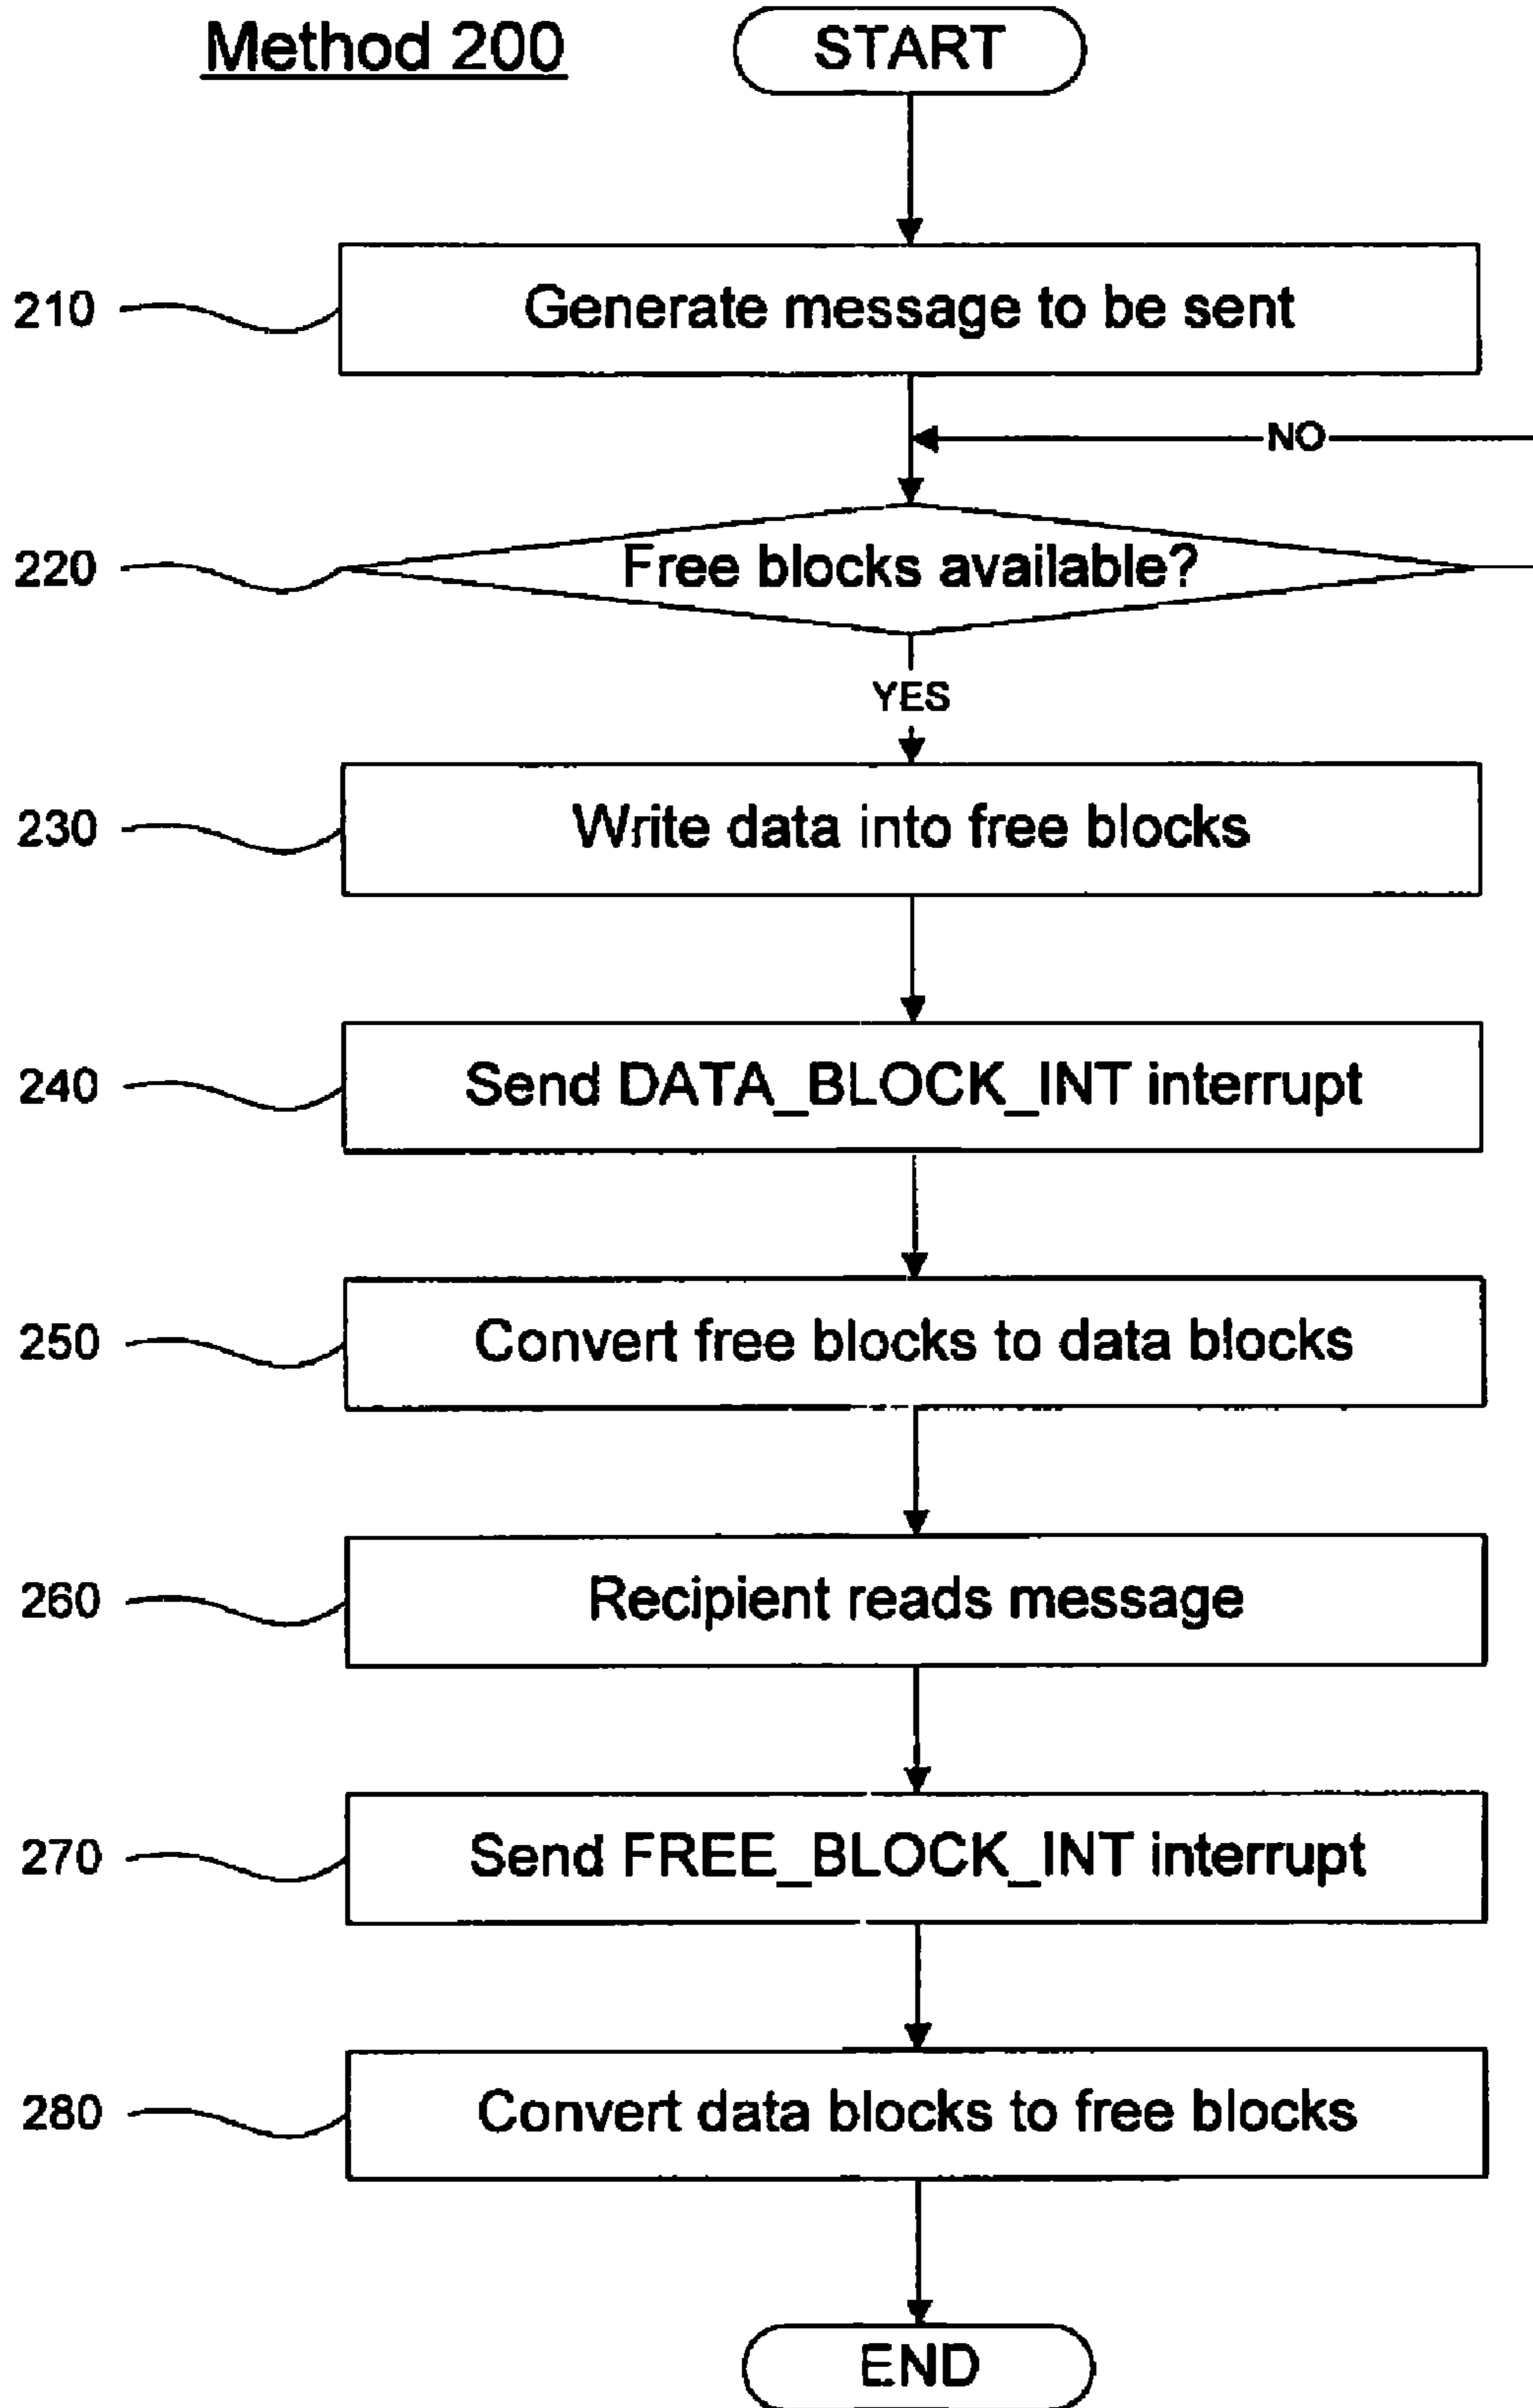 Method 200
START
210
Generate message to be sent
NO
220
Free blocks available?
YES
230
Write data into free blocks
240
Send DATA_BLOCK_INT interrupt
250
Convert free blocks to data blocks
260
Recipient reads message
270
Send FREE_BLOCK_INT interrupt
280
Convert data blocks to free blocks
END